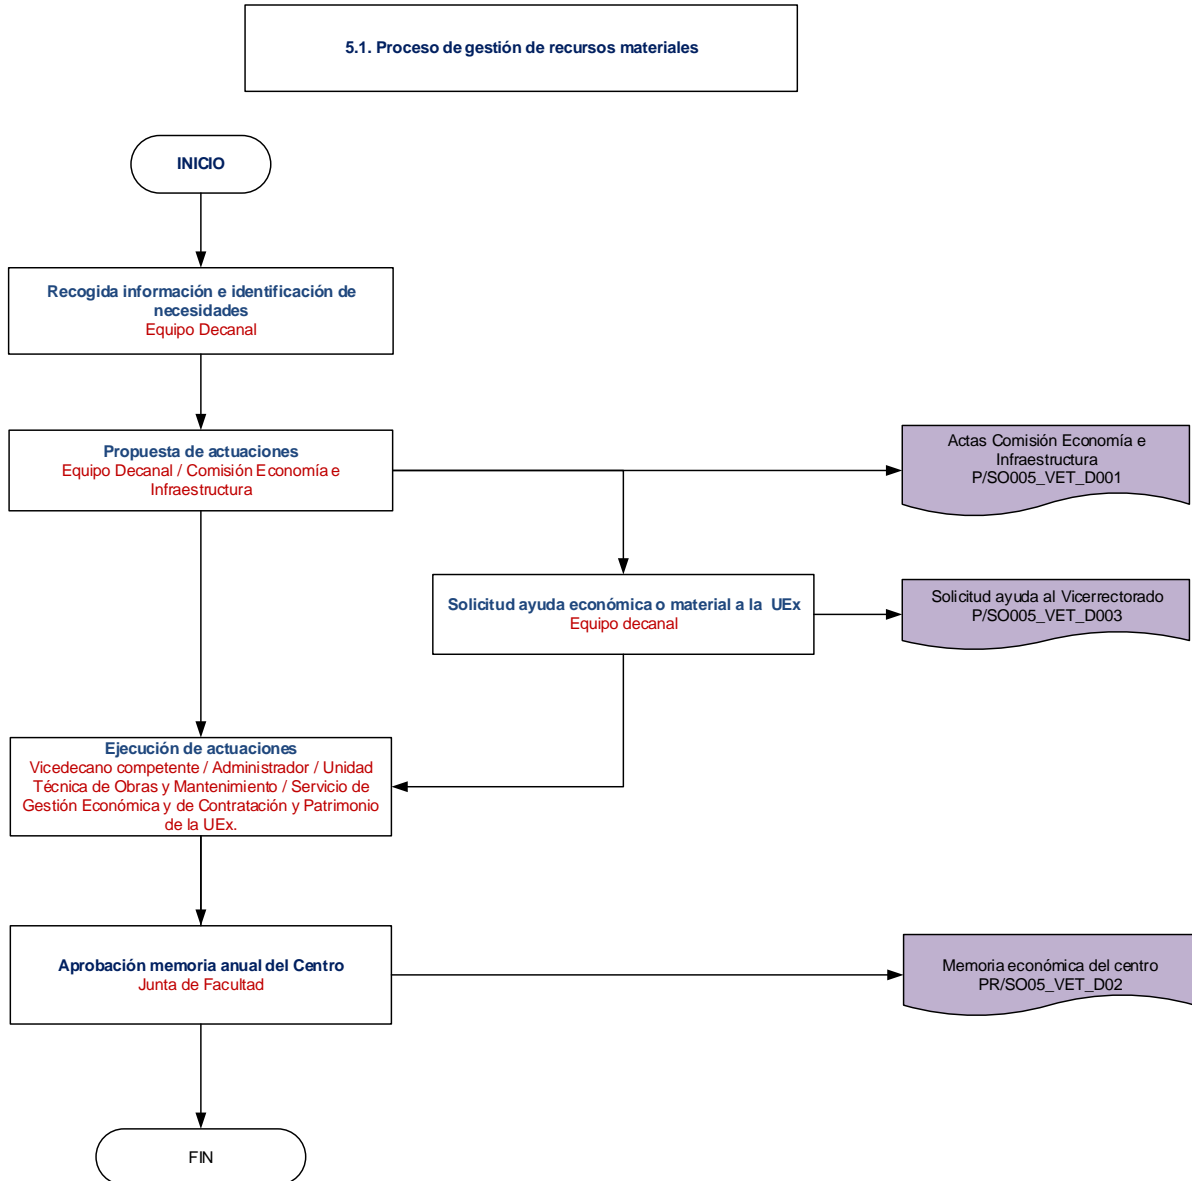 5.1. Proceso de gestión de recursos materiales
INICIO
Recogida información e identificación de
necesidades
Equipo Decanal
Propuesta de actuaciones
Equipo Decanal / Comisión Economía e
Infraestructura
Actas Comisión Economía e
Infraestructura
P/SO005_VET_D001
Solicitud ayuda económica o material a la UEx
Equipo decanal
Solicitud ayuda al Vicerrectorado
P/SO005_VET_D003
Ejecución de actuaciones
Vicedecano competente / Administrador / Unidad
Técnica de Obras y Mantenimiento / Servicio de
Gestión Económica y de Contratación y Patrimonio
de la UEx.
Aprobación memoria anual del Centro
Junta de Facultad
Memoria económica del centro
PR/SO05_VET_D02
FIN